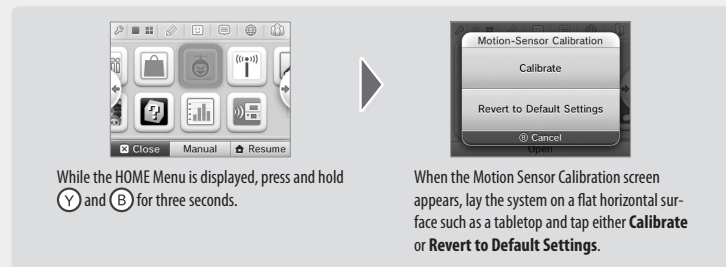 Close
Manual
Resume
Motion-Sensor Calibration
Calibrate
Revert to Default Settings
Ⓑ Cancel
Open
While the HOME Menu is displayed, press and hold
Ⓨ and Ⓑ for three seconds.
When the Motion Sensor Calibration screen
appears, lay the system on a flat horizontal sur-
face such as a tabletop and tap either Calibrate
or Revert to Default Settings.